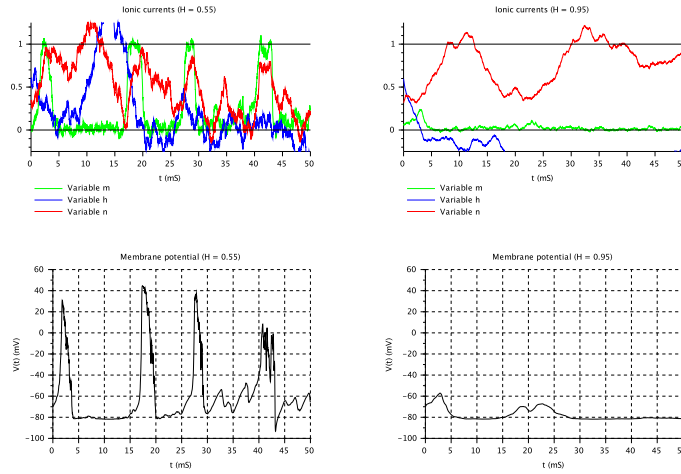 Ionic currents (H = 0.55)
1
0.5
0
0 5 10 15 20 25 30 35 40 45 50
t (mS)
Variable m
Variable h
Variable n
Ionic currents (H = 0.95)
1
0.5
0
0 5 10 15 20 25 30 35 40 45 50
t (mS)
Variable m
Variable h
Variable n
Membrane potential (H = 0.55)
60
40
20
0
−20
−40
−60
−80
−100
V(t) (mV)
0 5 10 15 20 25 30 35 40 45 50
t (mS)
Membrane potential (H = 0.95)
60
40
20
0
−20
−40
−60
−80
−100
V(t) (mV)
0 5 10 15 20 25 30 35 40 45 50
t (mS)